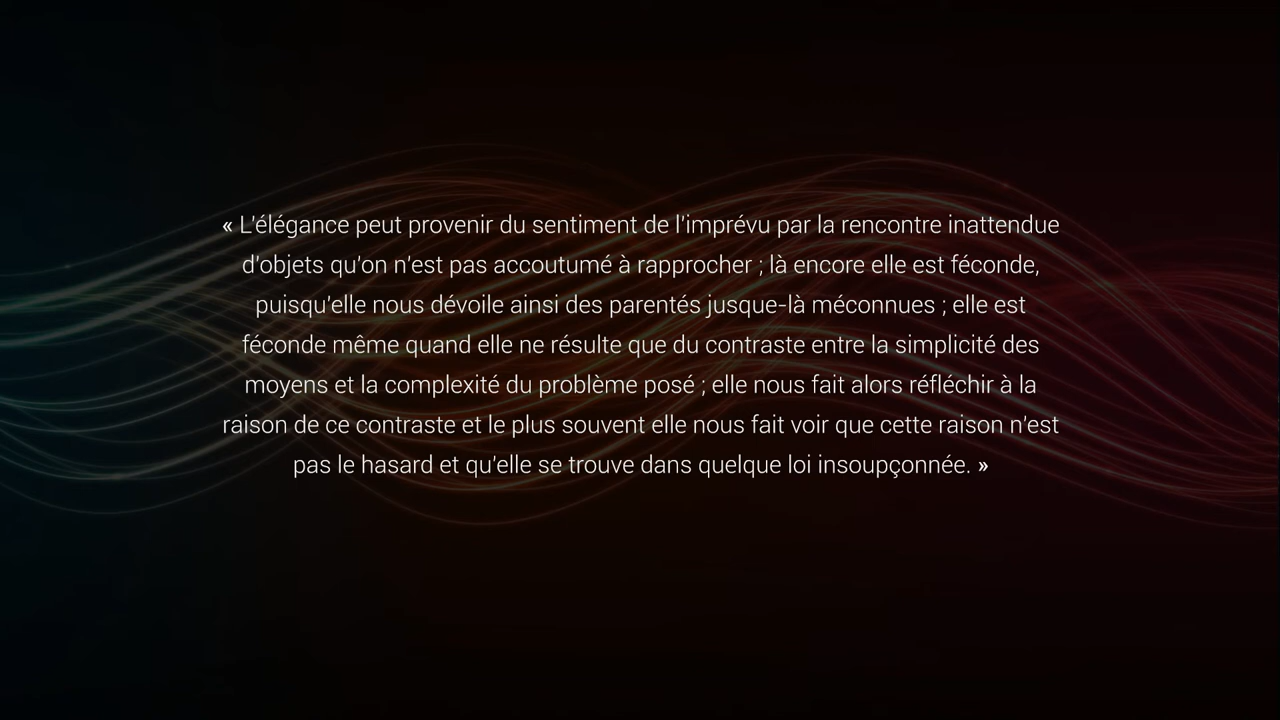 « L'élégance peut provenir du sentiment de l'imprévu par la rencontre inattendue
d'objets qu'on n'est pas accoutumé à rapprocher ; là encore elle est féconde,
puisqu'elle nous dévoile ainsi des parentés jusque-là méconnues ; elle est
féconde même quand elle ne résulte que du contraste entre la simplicité des
moyens et la complexité du problème posé ; elle nous fait alors réfléchir à la
raison de ce contraste et le plus souvent elle nous fait voir que cette raison n'est
pas le hasard et qu'elle se trouve dans quelque loi insoupçonnée. »